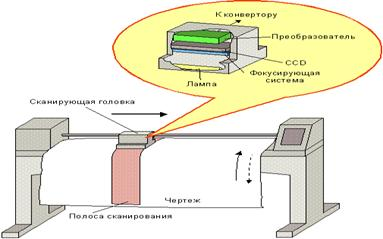 К конвертору
Преобразователь
CCD
Фокусирующая
система
Лампа
Сканирующая головка
Чертеж
Полоса сканирования